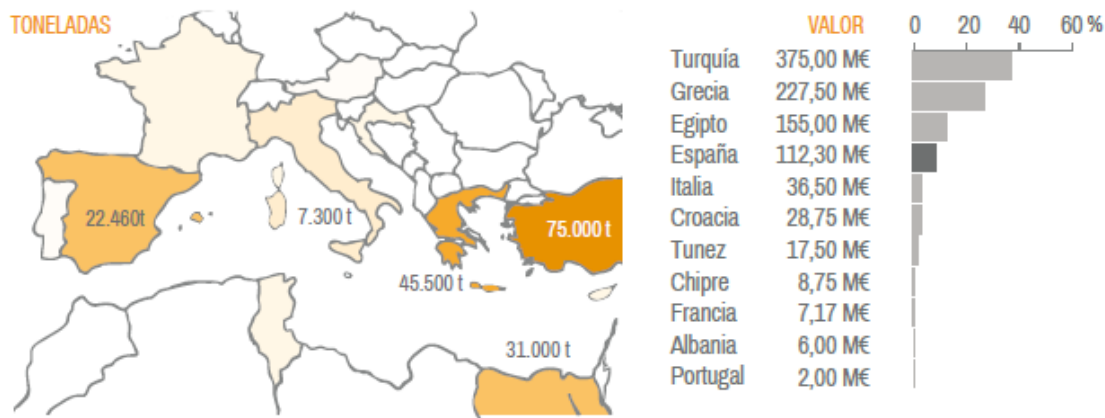 TONELADAS
22.460t
7.300 t
45.500 t
75.000 t
31.000 t
VALOR 0 20 40 60 %
Turquía 375,00 M€
Grecia 227,50 M€
Egipto 155,00 M€
España 112,30 M€
Italia 36,50 M€
Croacia 28,75 M€
Tunez 17,50 M€
Chipre 8,75 M€
Francia 7,17 M€
Albania 6,00 M€
Portugal 2,00 M€